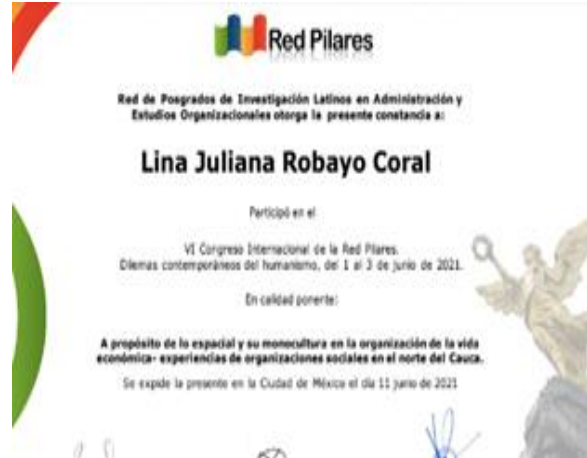 Red Pilares
Red de Posgrados de Investigación Latinos en Administración y
Estudios Organizacionales otorga la presente constancia a:
Lina Juliana Robayo Coral
Participó en el
VI Congreso Internacional de la Red Pilares.
Dilemas contemporáneos del humanismo, del 1 al 3 de junio de 2021.
En calidad ponente:
A propósito de lo espacial y su monocultura en la organización de la vida
económica- experiencias de organizaciones sociales en el norte del Cauca.
Se expide la presente en la Ciudad de México el día 11 junio de 2021